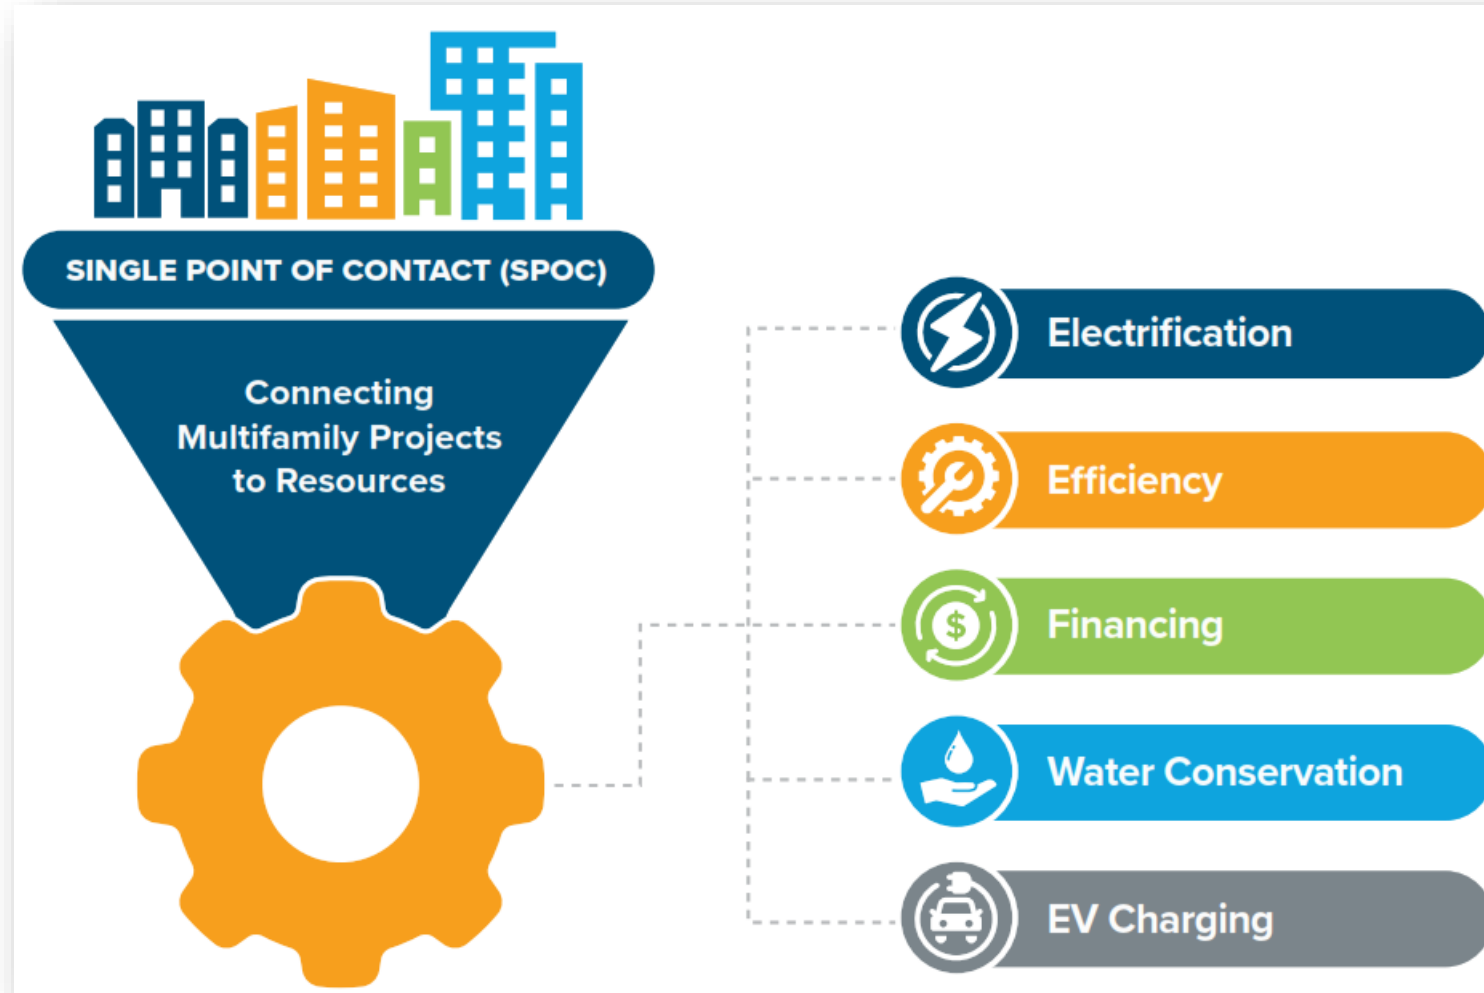 SINGLE POINT OF CONTACT (SPOC)
Connecting
Multifamily Projects
to Resources
Electrification
Efficiency
$
Financing
Water Conservation
EV Charging